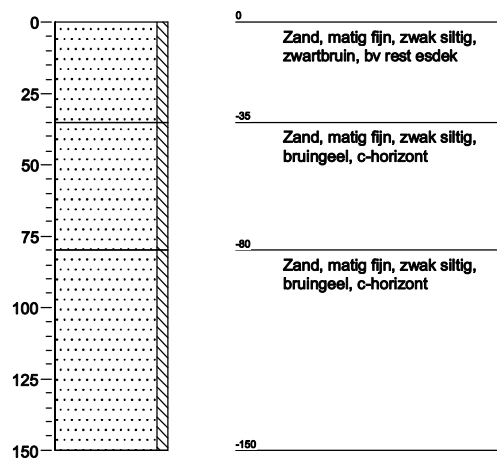 0
25
50
75
100
125
150
0
Zand, matig fijn, zwak siltig,
zwartbruin, bv rest esdek
-35
Zand, matig fijn, zwak siltig,
bruingeel, c-horizont
-80
Zand, matig fijn, zwak siltig,
bruingeel, c-horizont
-150